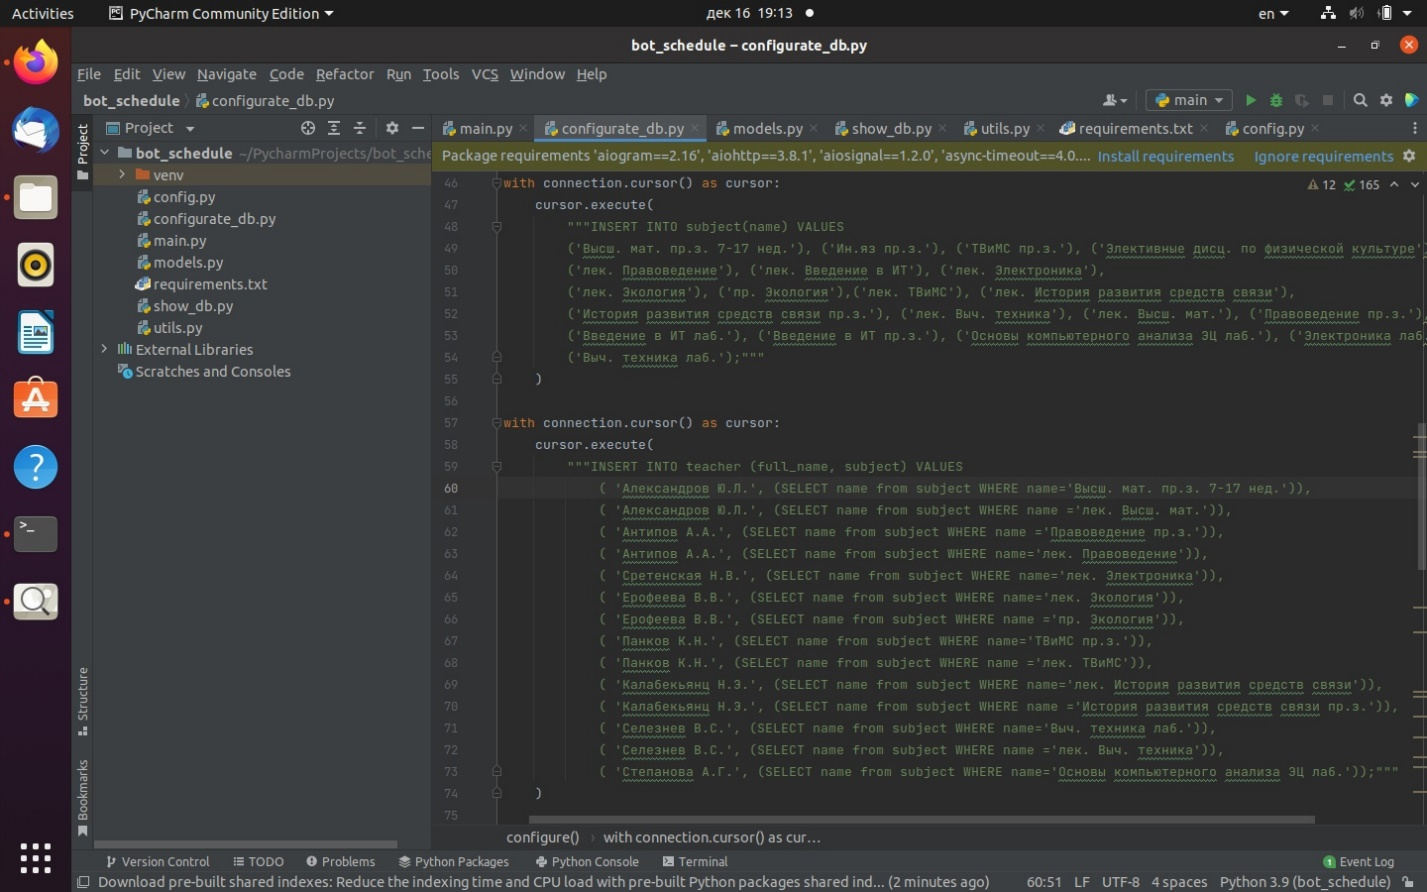 Activities
PyCharm Community Edition
дек 16 19:13
en
bot_schedule – configurate_db.py
File Edit View Navigate Code Refactor Run Tools VCS Window Help
bot_schedule configurate_db.py
main
Project
Project
main.py
configurate_db.py
models.py
show_db.py
utils.py
requirements.txt
config.py
Package requirements 'aiogram==2.16', 'aiohttp==3.8.1', 'aiosignal==1.2.0', 'async-timeout==4.0.... Install requirements Ignore requirements
bot_schedule ~/PycharmProjects/bot_sche
venv
config.py
configurate_db.py
main.py
models.py
requirements.txt
show_db.py
utils.py
External Libraries
Scratches and Consoles
12 165
46 with connection.cursor() as cursor:
47 cursor.execute(
48 """INSERT INTO subject(name) VALUES
49 ('Высш. мат. пр.з. 7-17 нед.'), ('Ин.яз пр.з.'), ('ТВиМС пр.з.'), ('Элективные дисц. по физической культуре'
50 ('лек. Правоведение'), ('лек. Введение в ИТ'), ('лек. Электроника'),
51 ('лек. Экология'), ('пр. Экология'),('лек. ТВиМС'), ('лек. История развития средств связи'),
52 ('История развития средств связи пр.з.'), ('лек. Выч. техника'), ('лек. Высш. мат.'), ('Правоведение пр.з.')
53 ('Введение в ИТ лаб.'), ('Введение в ИТ пр.з.'), ('Основы компьютерного анализа ЭЦ лаб.'), ('Электроника лаб
54 ('Выч. техника лаб.');"""
55 )
56
57 with connection.cursor() as cursor:
58 cursor.execute(
59 """INSERT INTO teacher (full_name, subject) VALUES
60 ( 'Александров Ю.Л.', (SELECT name from subject WHERE name='Высш. мат. пр.з. 7-17 нед.')),
61 ( 'Александров Ю.Л.', (SELECT name from subject WHERE name ='лек. Высш. мат.')),
62 ( 'Антипов А.А.', (SELECT name from subject WHERE name ='Правоведение пр.з.')),
63 ( 'Антипов А.А.', (SELECT name from subject WHERE name='лек. Правоведение')),
64 ( 'Сретенская Н.В.', (SELECT name from subject WHERE name='лек. Электроника')),
65 ( 'Ерофеева В.В.', (SELECT name from subject WHERE name='лек. Экология')),
66 ( 'Ерофеева В.В.', (SELECT name from subject WHERE name ='пр. Экология')),
67 ( 'Панков К.Н.', (SELECT name from subject WHERE name='ТВиМС пр.з.')),
68 ( 'Панков К.Н.', (SELECT name from subject WHERE name ='лек. ТВиМС')),
69 ( 'Калабекьянц Н.Э.', (SELECT name from subject WHERE name='лек. История развития средств связи')),
70 ( 'Калабекьянц Н.Э.', (SELECT name from subject WHERE name ='История развития средств связи пр.з.')),
71 ( 'Селезнев В.С.', (SELECT name from subject WHERE name='Выч. техника лаб.')),
72 ( 'Селезнев В.С.', (SELECT name from subject WHERE name ='лек. Выч. техника')),
73 ( 'Степанова А.Г.', (SELECT name from subject WHERE name='Основы компьютерного анализа ЭЦ лаб.'));"""
74 )
75
Structure
Bookmarks
configure() with connection.cursor() as cur...
Version Control TODO Problems Python Packages Python Console Terminal
1 Event Log
Download pre-built shared indexes: Reduce the indexing time and CPU load with pre-built Python packages shared ind... (2 minutes ago)
60:51 LF UTF-8 4 spaces Python 3.9 (bot_schedule)